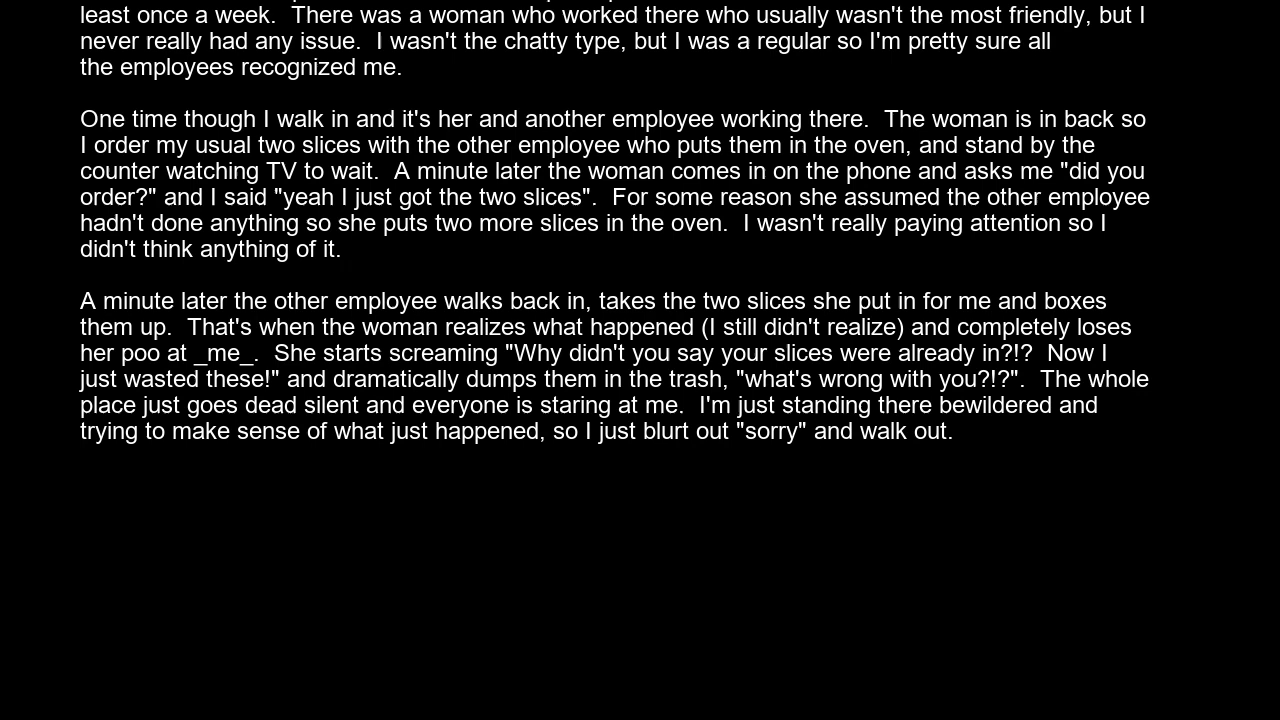 least once a week.  There was a woman who worked there who usually wasn't the most friendly, but I
never really had any issue.  I wasn't the chatty type, but I was a regular so I'm pretty sure all
the employees recognized me.

One time though I walk in and it's her and another employee working there.  The woman is in back so
I order my usual two slices with the other employee who puts them in the oven, and stand by the
counter watching TV to wait.  A minute later the woman comes in on the phone and asks me "did you
order?" and I said "yeah I just got the two slices".  For some reason she assumed the other employee
hadn't done anything so she puts two more slices in the oven.  I wasn't really paying attention so I
didn't think anything of it.

A minute later the other employee walks back in, takes the two slices she put in for me and boxes
them up.  That's when the woman realizes what happened (I still didn't realize) and completely loses
her poo at _me_.  She starts screaming "Why didn't you say your slices were already in?!?  Now I
just wasted these!" and dramatically dumps them in the trash, "what's wrong with you?!?".  The whole
place just goes dead silent and everyone is staring at me.  I'm just standing there bewildered and
trying to make sense of what just happened, so I just blurt out "sorry" and walk out.